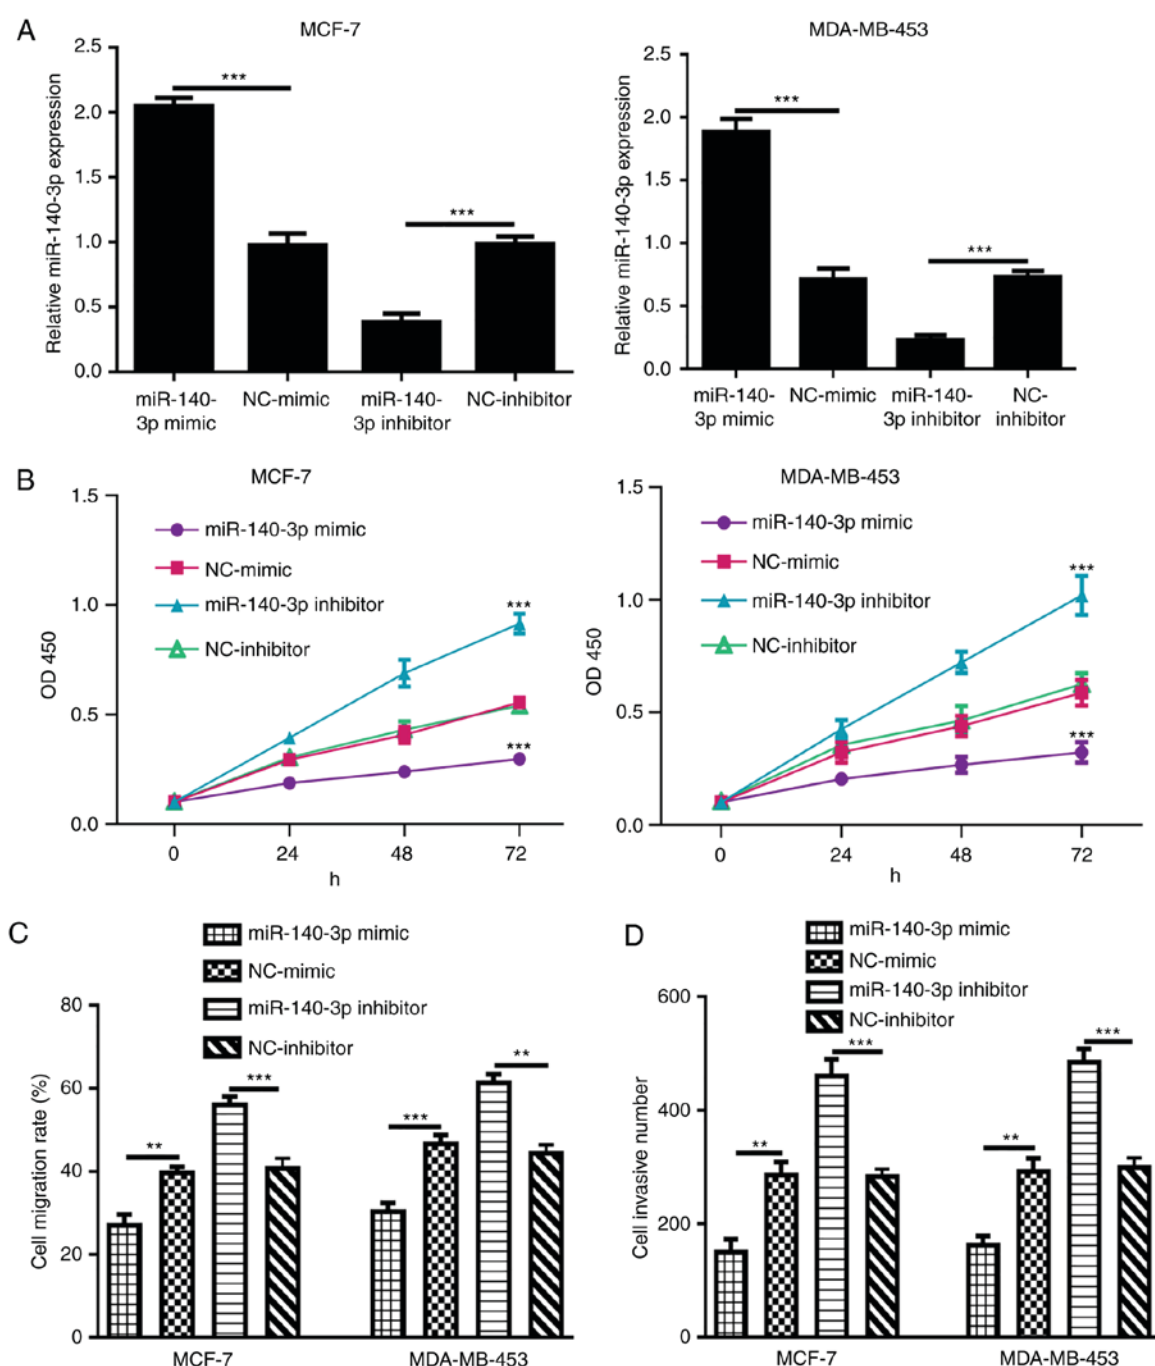 A
MCF-7
Relative miR-140-3p expression
2.5
2.0
1.5
1.0
0.5
0.0
***
***
miR-140-
3p mimic
NC-mimic
miR-140-
3p inhibitor
NC-inhibitor
MDA-MB-453
Relative miR-140-3p expression
2.5
2.0
1.5
1.0
0.5
0.0
***
***
miR-140-
3p mimic
NC-mimic
miR-140-
3p inhibitor
NC-
inhibitor
B
MCF-7
OD 450
1.5
1.0
0.5
0.0
miR-140-3p mimic
NC-mimic
miR-140-3p inhibitor
NC-inhibitor
***
***
0
24
48
72
h
MDA-MB-453
OD 450
1.5
1.0
0.5
0.0
miR-140-3p mimic
NC-mimic
miR-140-3p inhibitor
NC-inhibitor
***
***
0
24
48
72
h
C
miR-140-3p mimic
NC-mimic
miR-140-3p inhibitor
NC-inhibitor
Cell migration rate (%)
80
60
40
20
0
**
***
***
**
MCF-7
MDA-MB-453
D
miR-140-3p mimic
NC-mimic
miR-140-3p inhibitor
NC-inhibitor
Cell invasive number
600
400
200
0
**
***
**
***
MCF-7
MDA-MB-453